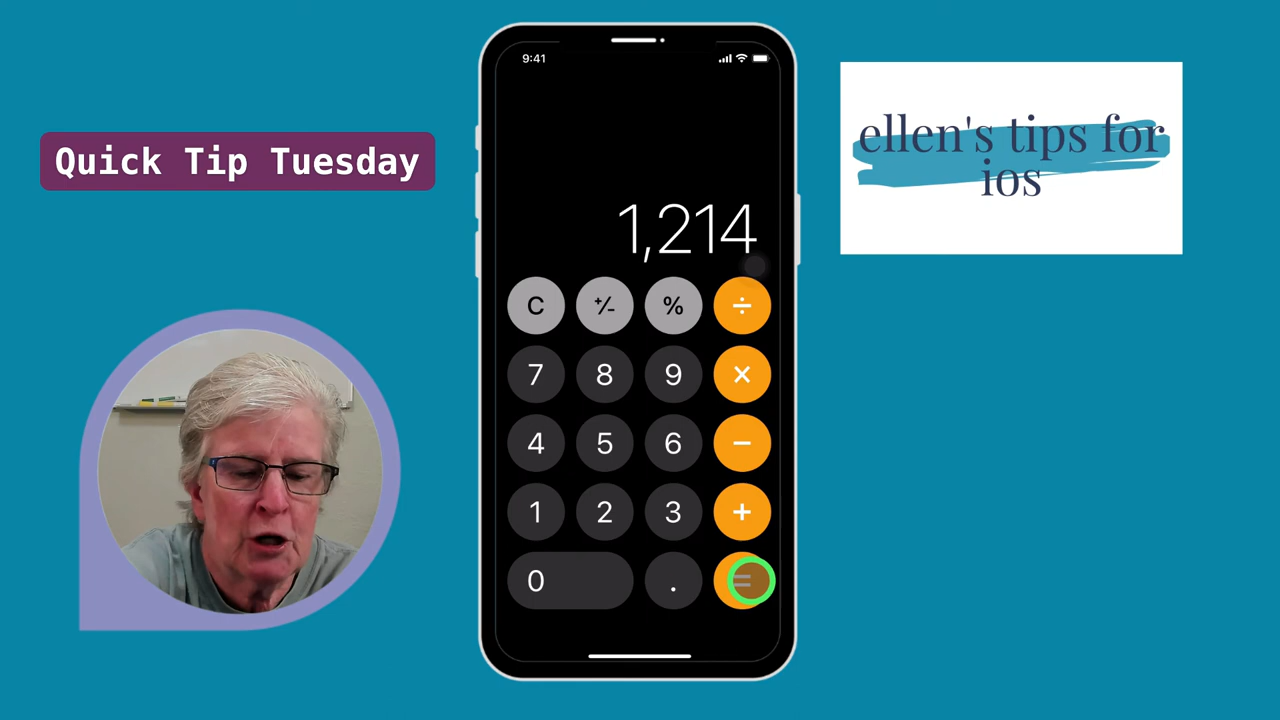 Quick Tip Tuesday
ellen's tips for
ios
9:41
1,214
C +/- % ÷
7 8 9 ×
4 5 6 −
1 2 3 +
0 . =